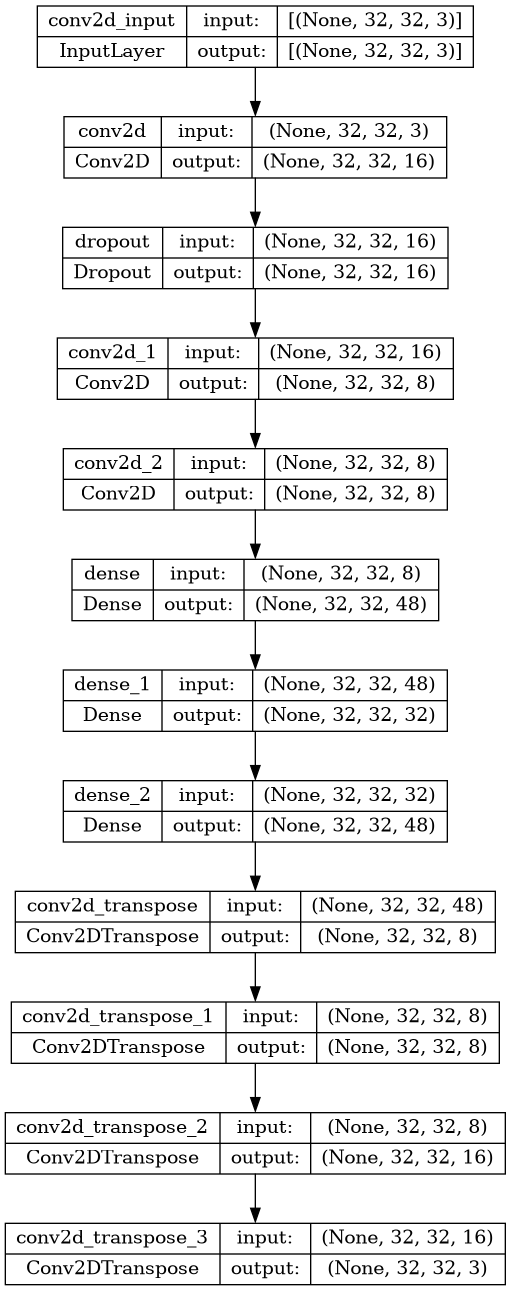 conv2d_input input: [(None, 32, 32, 3)]
InputLayer output: [(None, 32, 32, 3)]
conv2d input: (None, 32, 32, 3)
Conv2D output: (None, 32, 32, 16)
dropout input: (None, 32, 32, 16)
Dropout output: (None, 32, 32, 16)
conv2d_1 input: (None, 32, 32, 16)
Conv2D output: (None, 32, 32, 8)
conv2d_2 input: (None, 32, 32, 8)
Conv2D output: (None, 32, 32, 8)
dense input: (None, 32, 32, 8)
Dense output: (None, 32, 32, 48)
dense_1 input: (None, 32, 32, 48)
Dense output: (None, 32, 32, 32)
dense_2 input: (None, 32, 32, 32)
Dense output: (None, 32, 32, 48)
conv2d_transpose input: (None, 32, 32, 48)
Conv2DTranspose output: (None, 32, 32, 8)
conv2d_transpose_1 input: (None, 32, 32, 8)
Conv2DTranspose output: (None, 32, 32, 8)
conv2d_transpose_2 input: (None, 32, 32, 8)
Conv2DTranspose output: (None, 32, 32, 16)
conv2d_transpose_3 input: (None, 32, 32, 16)
Conv2DTranspose output: (None, 32, 32, 3)